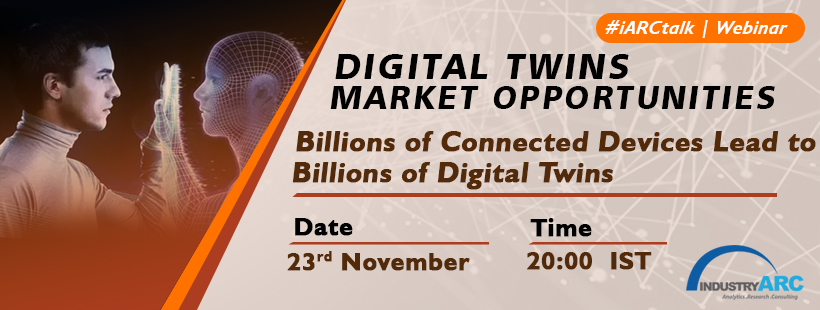 #iARCtalk | Webinar
DIGITAL TWINS
MARKET OPPORTUNITIES
Billions of Connected Devices Lead to
Billions of Digital Twins
Date
23rd November
Time
20:00 IST
INDUSTRYARC
Analytics.Research.Consulting